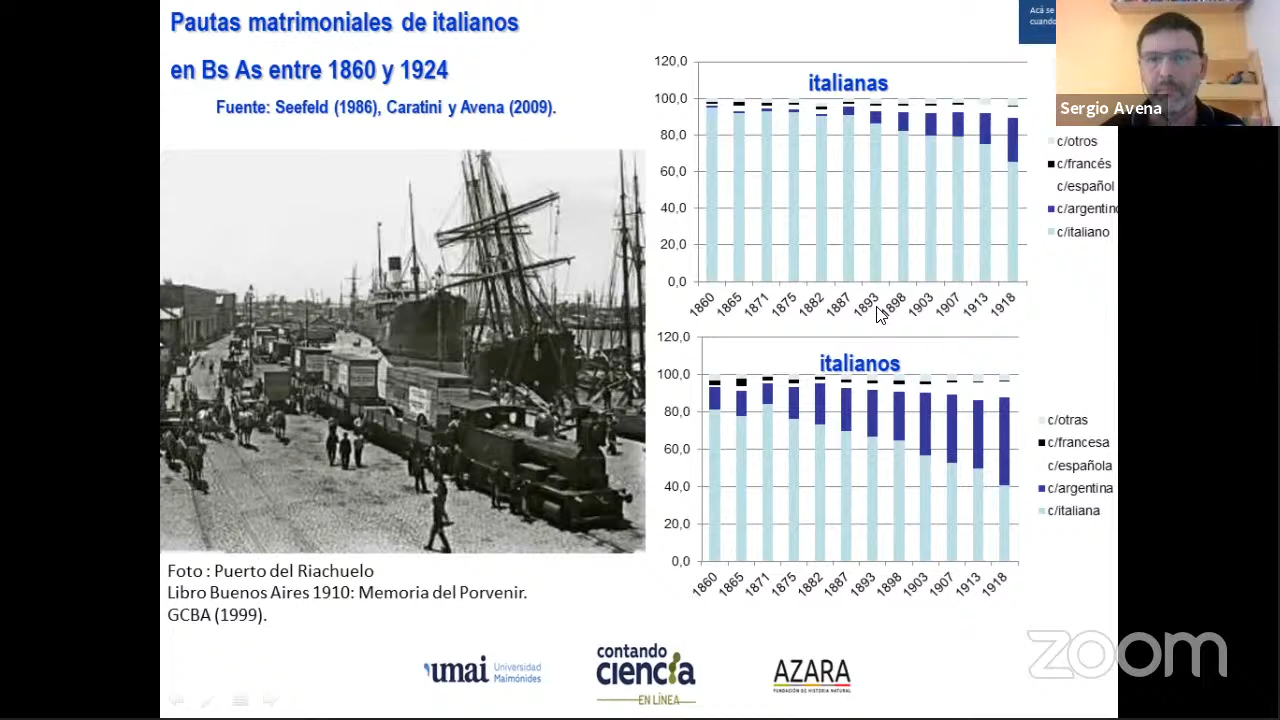 Pautas matrimoniales de italianos
en Bs As entre 1860 y 1924
Fuente: Seefeld (1986), Caratini y Avena (2009).
Acá se
cuando
Sergio Avena
120,0
100,0
80,0
60,0
40,0
20,0
0,0
italianas
1860
1865
1871
1875
1882
1887
1893
1898
1903
1907
1913
1918
c/otros
c/francés
c/español
c/argentino
c/italiano
120,0
100,0
80,0
60,0
40,0
20,0
0,0
italianos
1860
1865
1871
1875
1882
1887
1893
1898
1903
1907
1913
1918
c/otras
c/francesa
c/española
c/argentina
c/italiana
Foto : Puerto del Riachuelo
Libro Buenos Aires 1910: Memoria del Porvenir.
GCBA (1999).
umai Universidad
Maimónides
contando
ciencia
EN LÍNEA
AZARA
FUNDACIÓN DE HISTORIA NATURAL
zoom